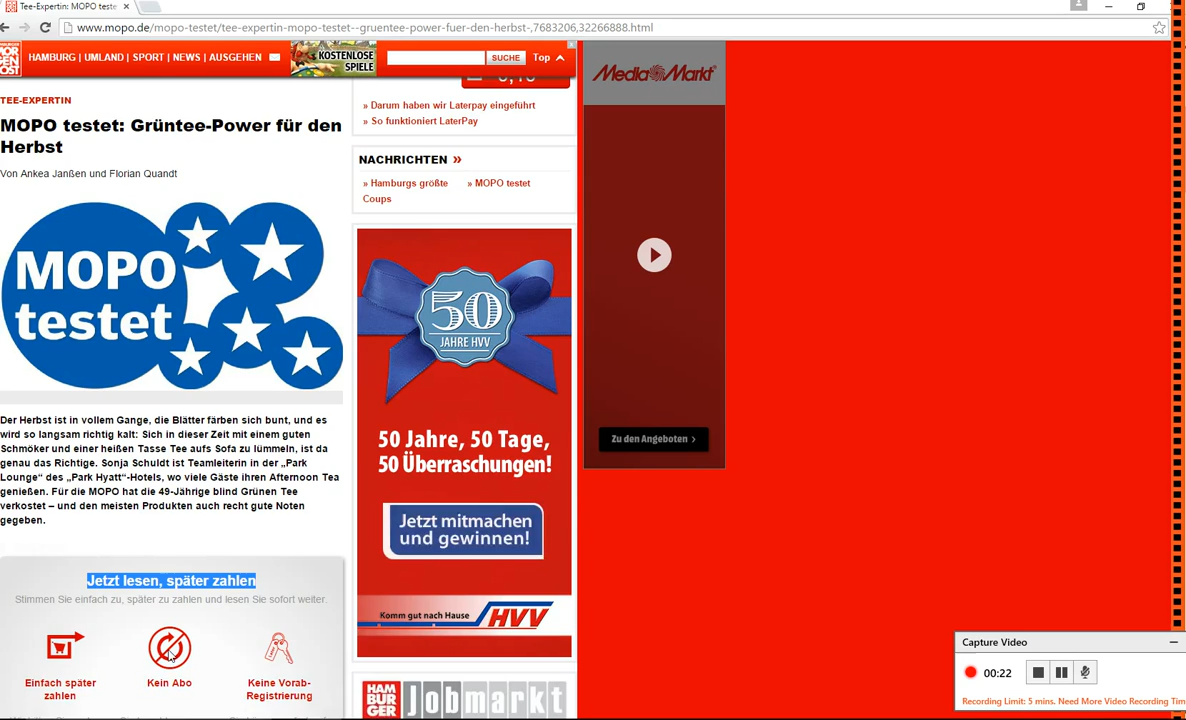 Tee-Expertin: MOPO teste
www.mopo.de/mopo-testet/tee-expertin-mopo-testet--gruentee-power-fuer-den-herbst-,7683206,32266888.html
HAMBURGER MORGENPOST
HAMBURG | UMLAND | SPORT | NEWS | AUSGEHEN
KOSTENLOSE SPIELE
SUCHE
Top
TEE-EXPERTIN
MOPO testet: Grüntee-Power für den
Herbst
Von Ankea Janßen und Florian Quandt
MOPO
testet
Der Herbst ist in vollem Gange, die Blätter färben sich bunt, und es
wird so langsam richtig kalt: Sich in dieser Zeit mit einem guten
Schmöker und einer heißen Tasse Tee aufs Sofa zu lümmeln, ist da
genau das Richtige. Sonja Schuldt ist Teamleiterin in der „Park
Lounge“ des „Park Hyatt“-Hotels, wo viele Gäste ihren Afternoon Tea
genießen. Für die MOPO hat die 49-Jährige blind Grünen Tee
verkostet – und den meisten Produkten auch recht gute Noten
gegeben.
Jetzt lesen, später zahlen
Stimmen Sie einfach zu, später zu zahlen und lesen Sie sofort weiter.
Einfach später
zahlen
Kein Abo
Keine Vorab-
Registrierung
» Darum haben wir Laterpay eingeführt
» So funktioniert LaterPay
NACHRICHTEN »
» Hamburgs größte
Coups
» MOPO testet
50
JAHRE HVV
50 Jahre, 50 Tage,
50 Überraschungen!
Jetzt mitmachen
und gewinnen!
Komm gut nach Hause
HVV
HAM
BUR
GER
Jobmarkt
Media Markt
Zu den Angeboten ›
Capture Video
00:22
Recording Limit: 5 mins. Need More Video Recording Tim